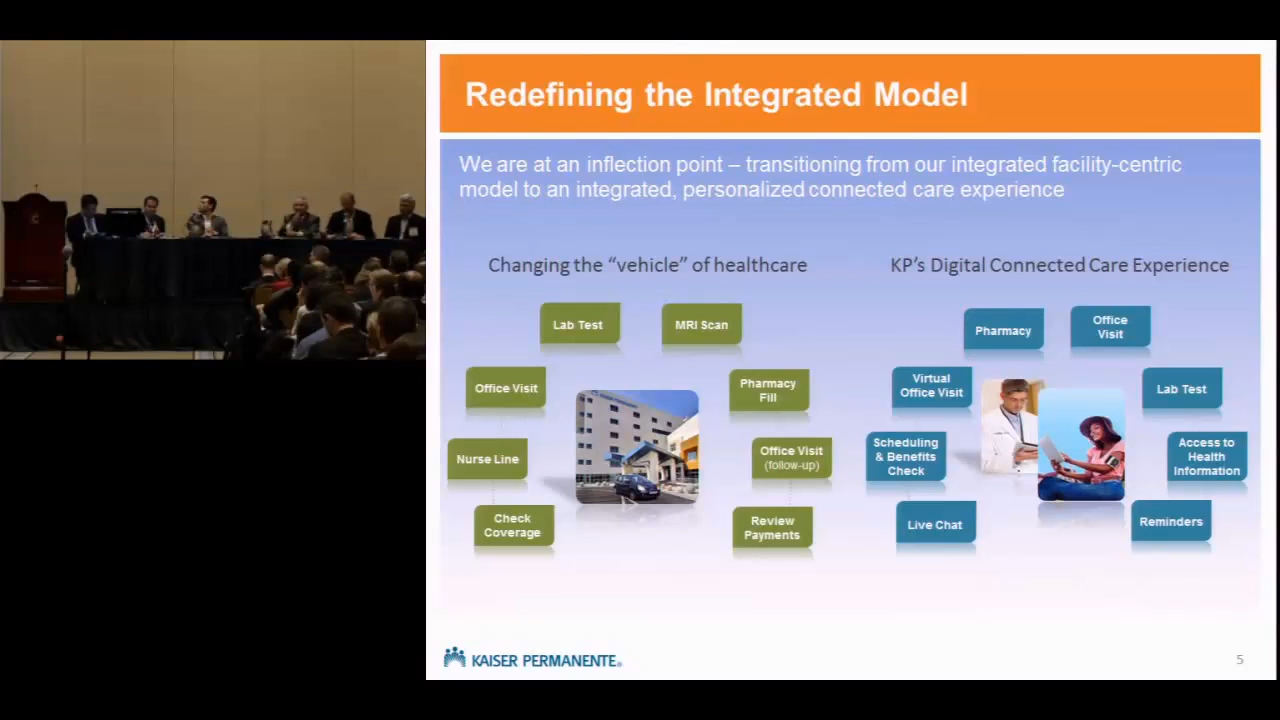 Redefining the Integrated Model
We are at an inflection point – transitioning from our integrated facility-centric
model to an integrated, personalized connected care experience
Changing the “vehicle” of healthcare
Lab Test
MRI Scan
Office Visit
Pharmacy
Fill
Nurse Line
Office Visit
(follow-up)
Check
Coverage
Review
Payments
KP’s Digital Connected Care Experience
Pharmacy
Office
Visit
Virtual
Office Visit
Lab Test
Scheduling
& Benefits
Check
Access to
Health
Information
Live Chat
Reminders
KAISER PERMANENTE®
5